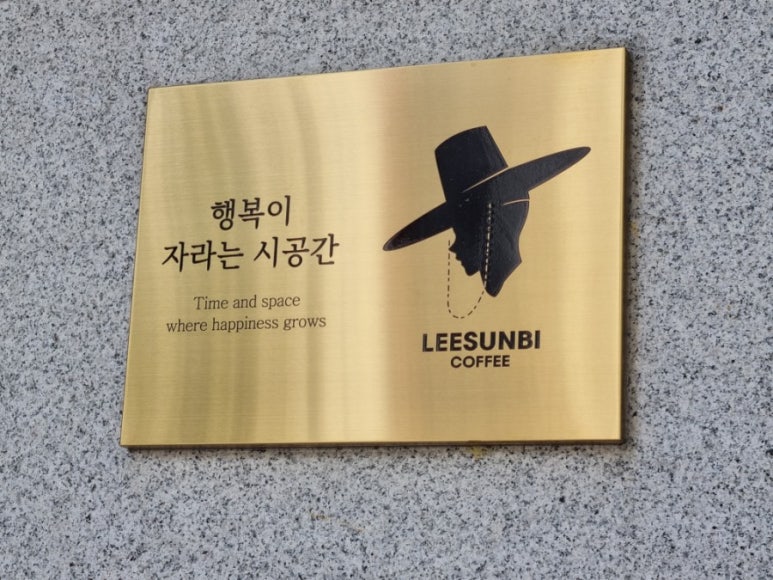 행복이
자라는 시공간
Time and space
where happiness grows
LEESUNBI
COFFEE